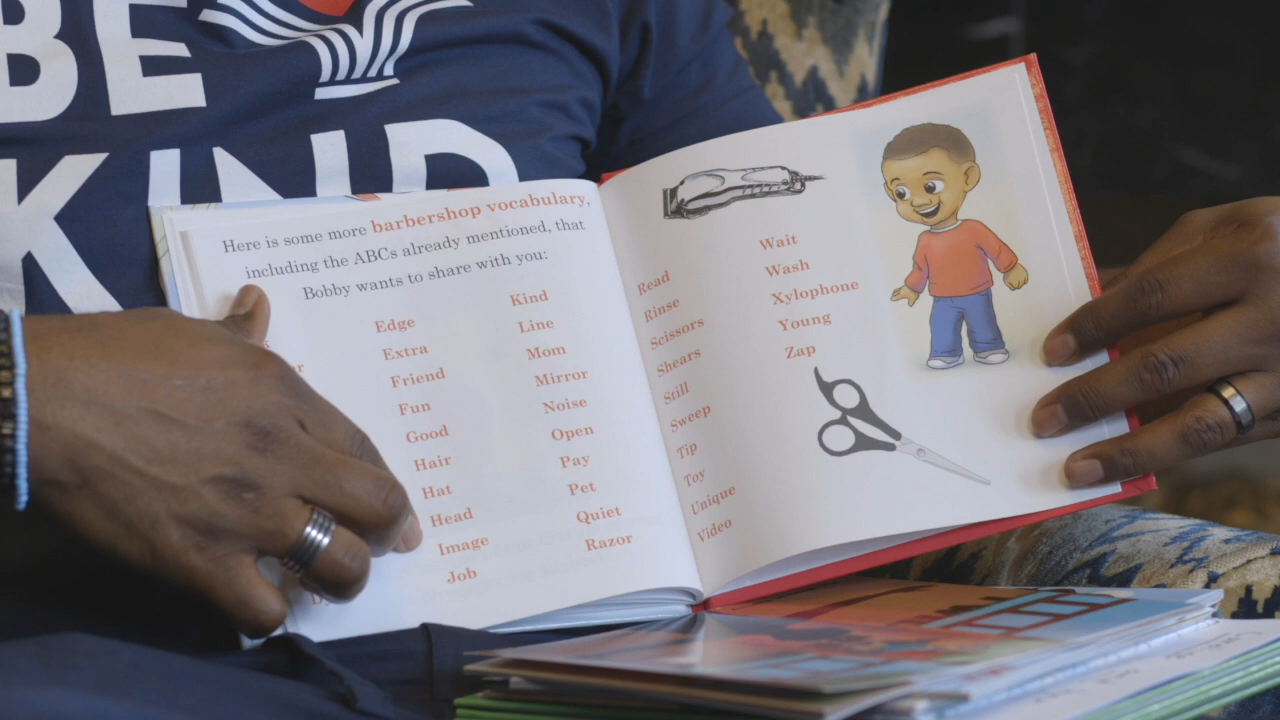 BE
KIND
Here is some more barbershop vocabulary,
including the ABCs already mentioned, that
Bobby wants to share with you:
Edge
Extra
Friend
Fun
Good
Hair
Hat
Head
Image
Job
Kind
Line
Mom
Mirror
Noise
Open
Pay
Pet
Quiet
Razor
Read
Rinse
Scissors
Shears
Still
Sweep
Tip
Toy
Unique
Video
Wait
Wash
Xylophone
Young
Zap